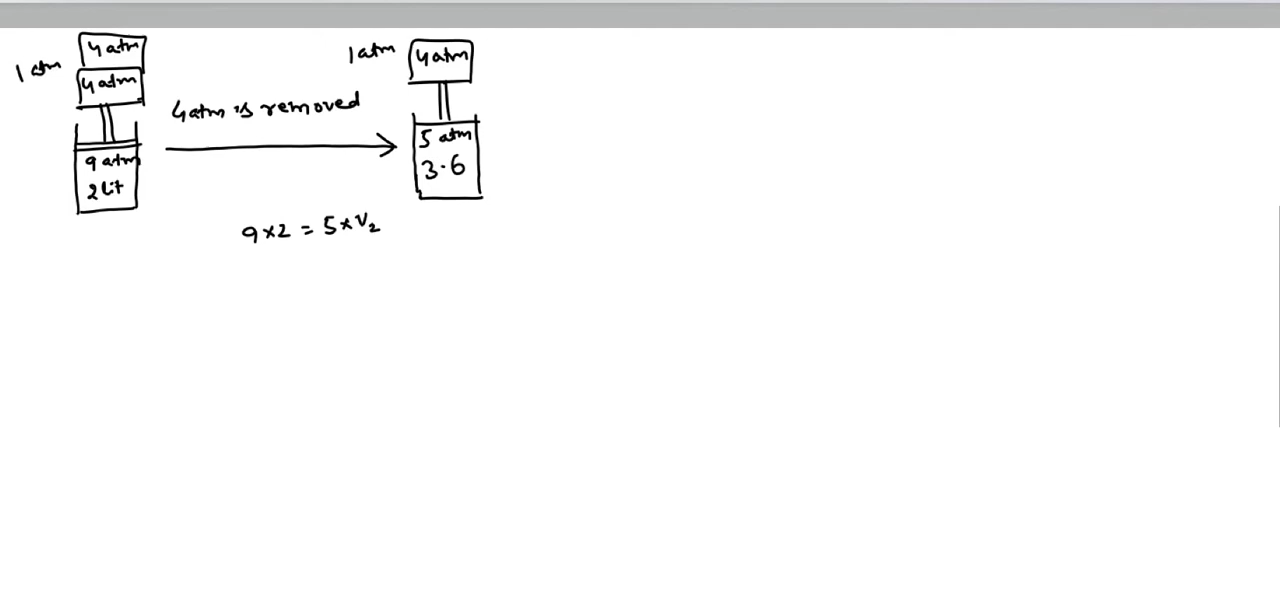 1 atm
4 atm
4 atm
9 atm
2 lit
4 atm is removed
1 atm
4 atm
5 atm
3.6
9×2 = 5×V₂